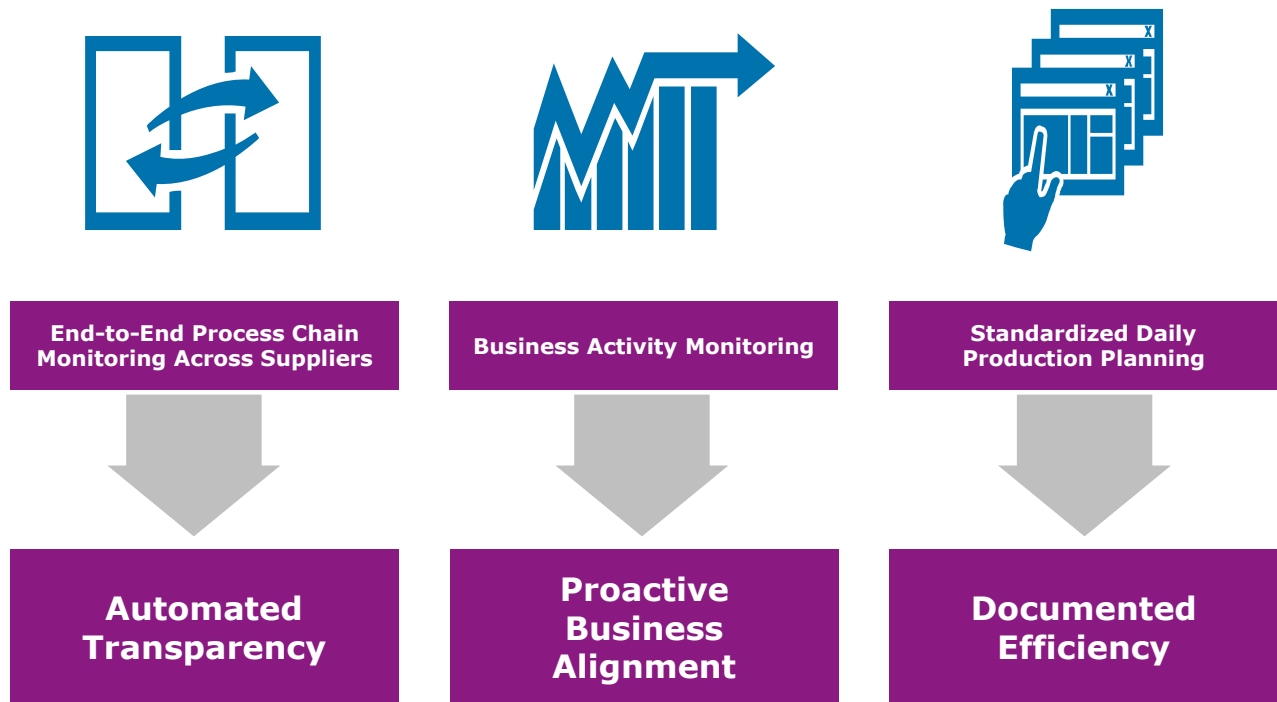 X
X
X
End-to-End Process Chain
Monitoring Across Suppliers
Business Activity Monitoring
Standardized Daily
Production Planning
Automated
Transparency
Proactive
Business
Alignment
Documented
Efficiency